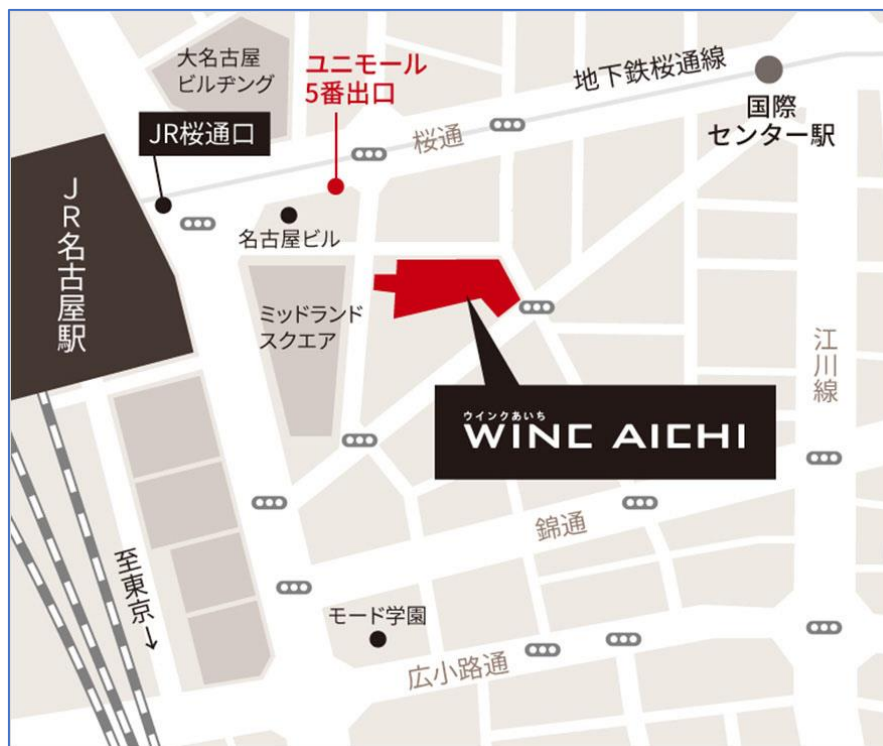 大名古屋
ビルヂング
ユニモール
5番出口
地下鉄桜通線
国際
センター駅
JR桜通口
桜通
JR名古屋駅
名古屋ビル
ミッドランド
スクエア
江川線
ウインクあいち
WiNC AICHI
錦通
至東京→
モード学園
広小路通